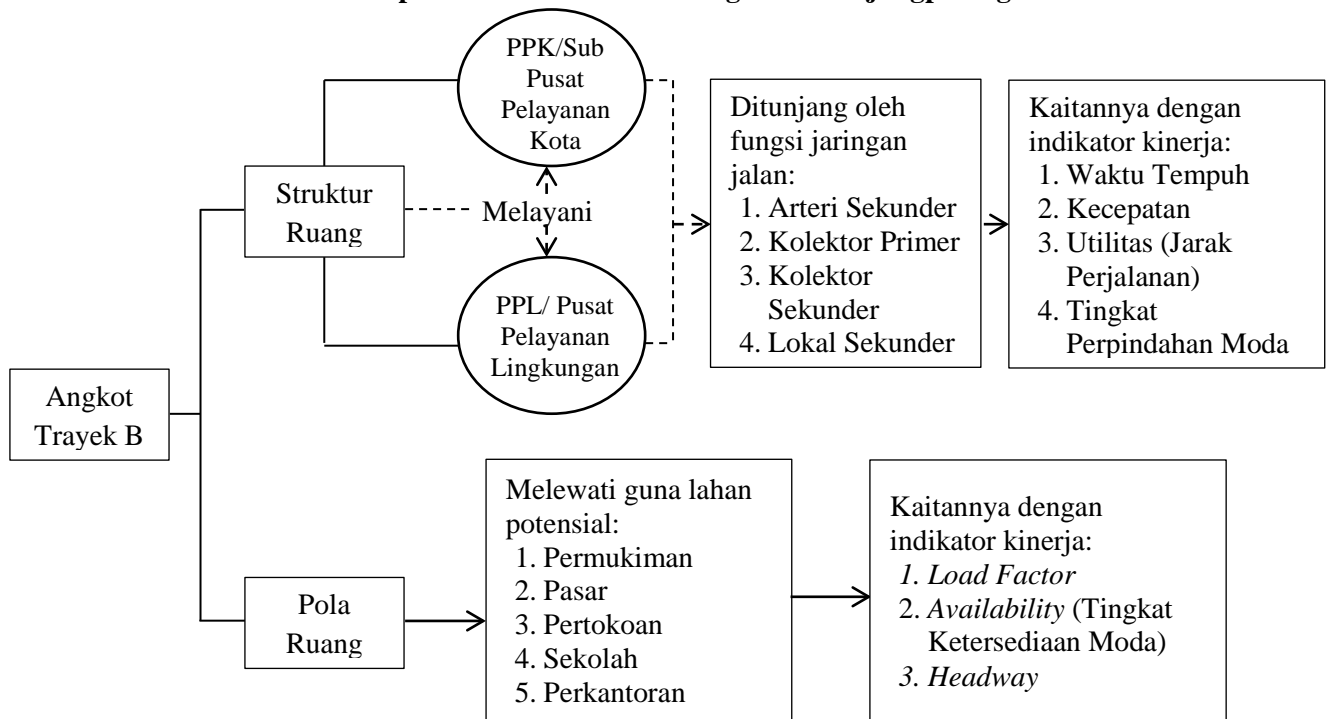 PPK/Sub
Pusat
Pelayanan
Kota
Ditunjang oleh
fungsi jaringan
jalan:
1. Arteri Sekunder
2. Kolektor Primer
3. Kolektor
Sekunder
4. Lokal Sekunder
Kaitannya dengan
indikator kinerja:
1. Waktu Tempuh
2. Kecepatan
3. Utilitas (Jarak
Perjalanan)
4. Tingkat
Perpindahan Moda
Struktur
Ruang
Melayani
PPL/ Pusat
Pelayanan
Lingkungan
Angkot
Trayek B
Pola
Ruang
Melewati guna lahan
potensial:
1. Permukiman
2. Pasar
3. Pertokoan
4. Sekolah
5. Perkantoran
Kaitannya dengan
indikator kinerja:
1. Load Factor
2. Availability (Tingkat
Ketersediaan Moda)
3. Headway